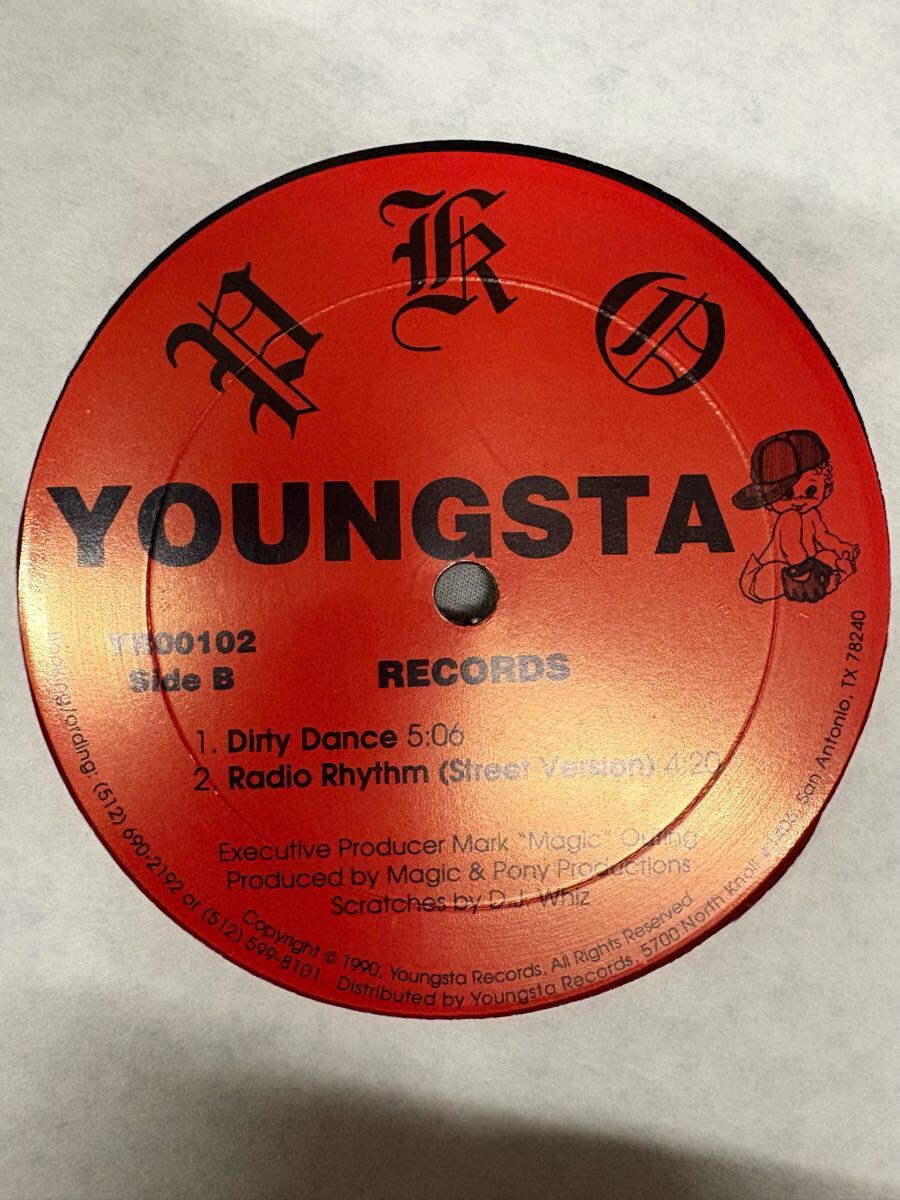 P K O
YOUNGSTA
YR00102
Side B
RECORDS
1. Dirty Dance 5:06
2. Radio Rhythm (Street Version) 4:20
Executive Producer Mark "Magic"
Produced by Magic & Pony Productions
Scratches by D.J. Whiz
Copyright © 1990, Youngsta Records, All Rights Reserved
(512) 690-2192 or (512) 599-8101, Distributed by Youngsta Records, 5700 North Knoll, San Antonio, TX 78240